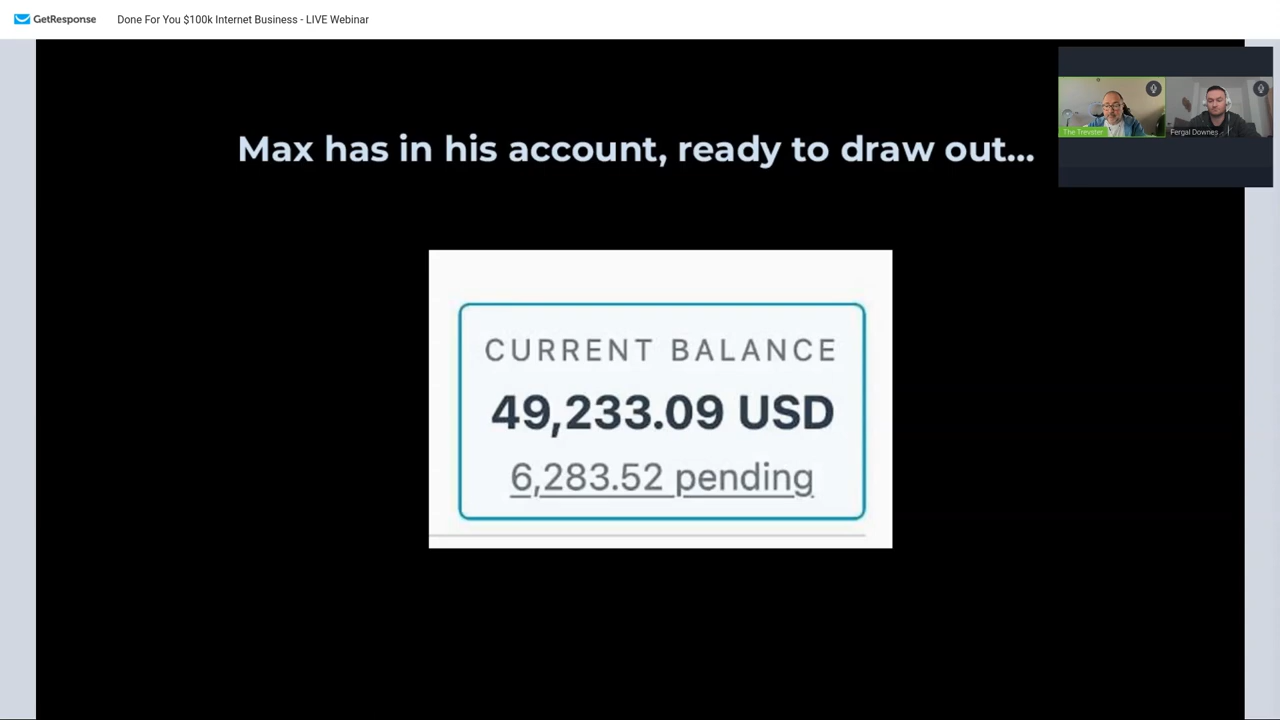 GetResponse
Done For You $100k Internet Business - LIVE Webinar
The Trevster
Fergal Downes
Max has in his account, ready to draw out...
CURRENT BALANCE
49,233.09 USD
6,283.52 pending